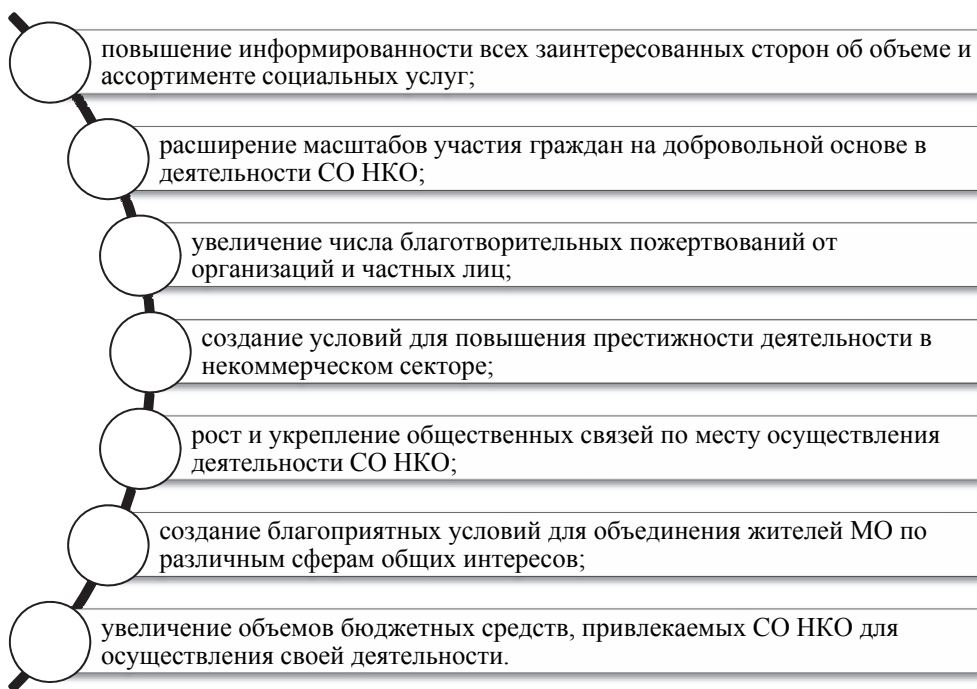 повышение информированности всех заинтересованных сторон об объеме и
ассортименте социальных услуг;
расширение масштабов участия граждан на добровольной основе в
деятельности СО НКО;
увеличение числа благотворительных пожертвований от
организаций и частных лиц;
создание условий для повышения престижности деятельности в
некоммерческом секторе;
рост и укрепление общественных связей по месту осуществления
деятельности СО НКО;
создание благоприятных условий для объединения жителей МО по
различным сферам общих интересов;
увеличение объемов бюджетных средств, привлекаемых СО НКО для
осуществления своей деятельности.